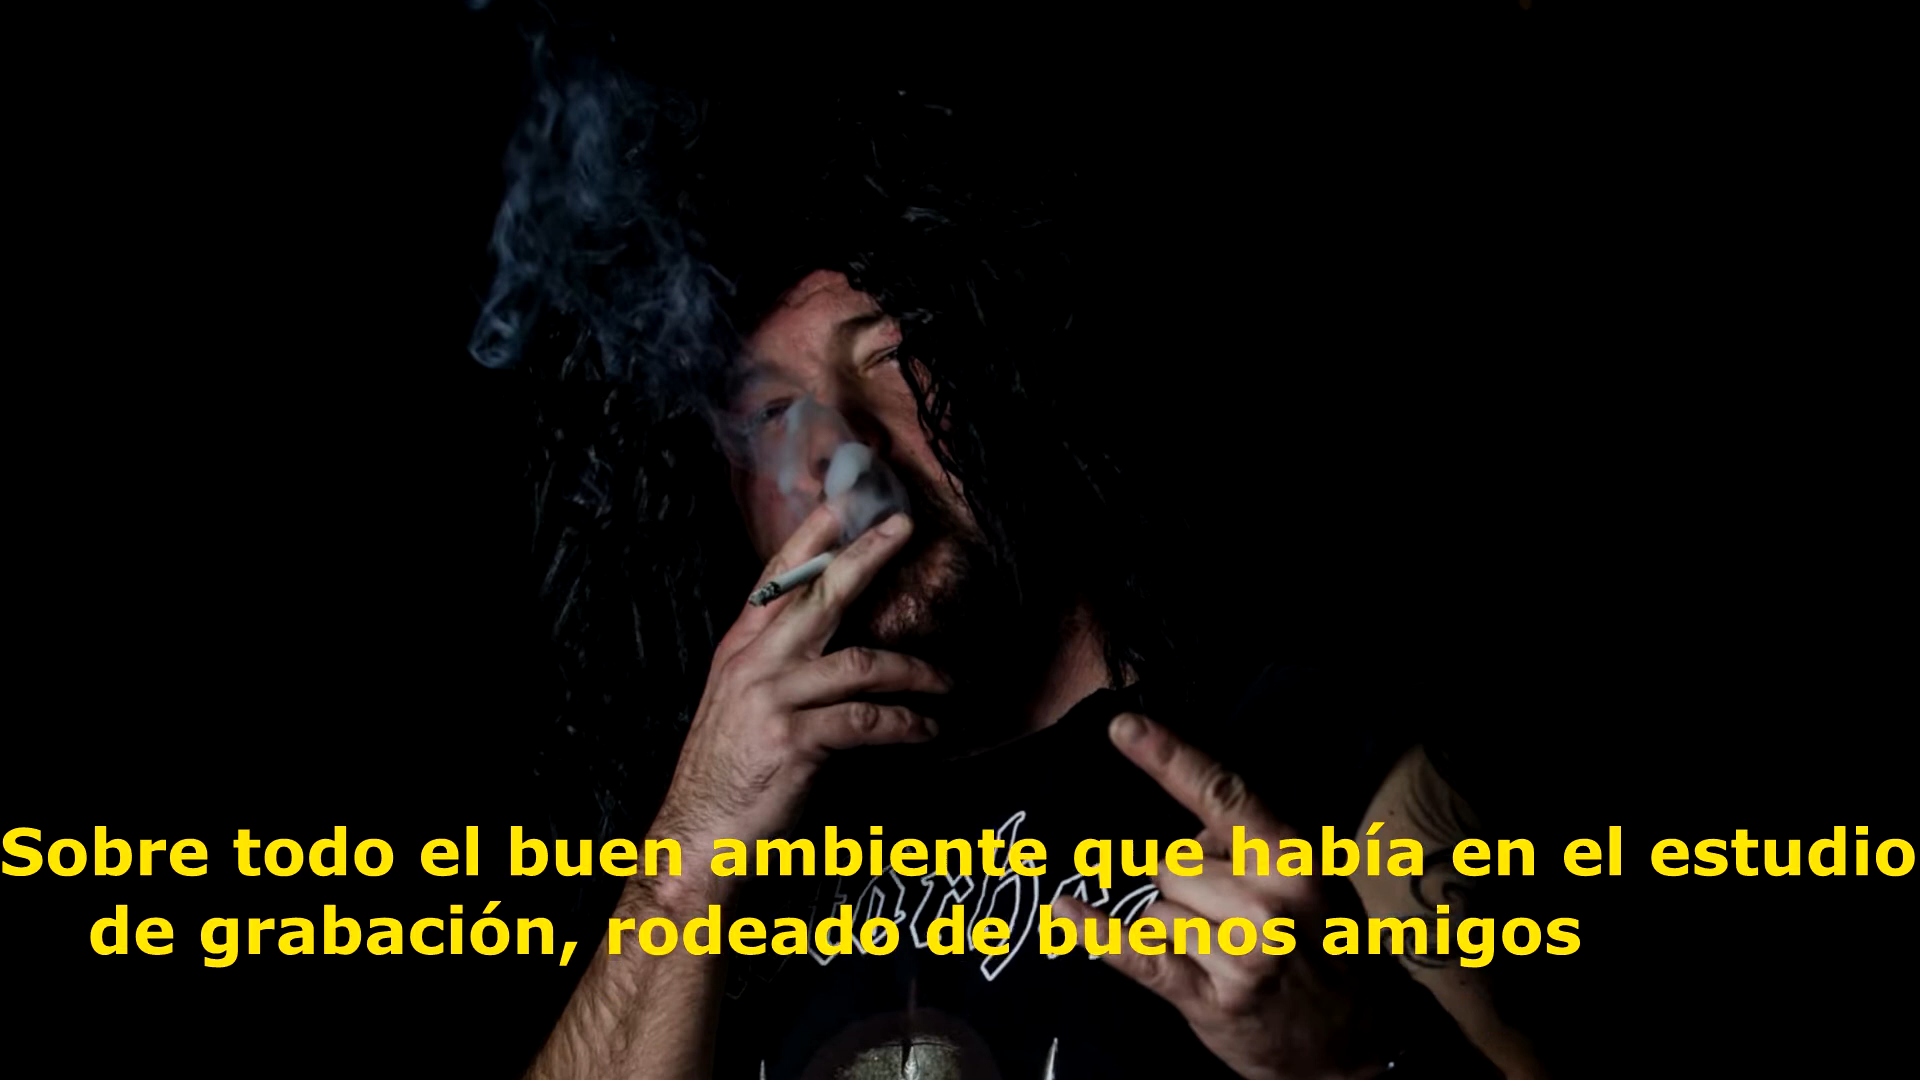 Sobre todo el buen ambiente que había en el estudio
de grabación, rodeado de buenos amigos